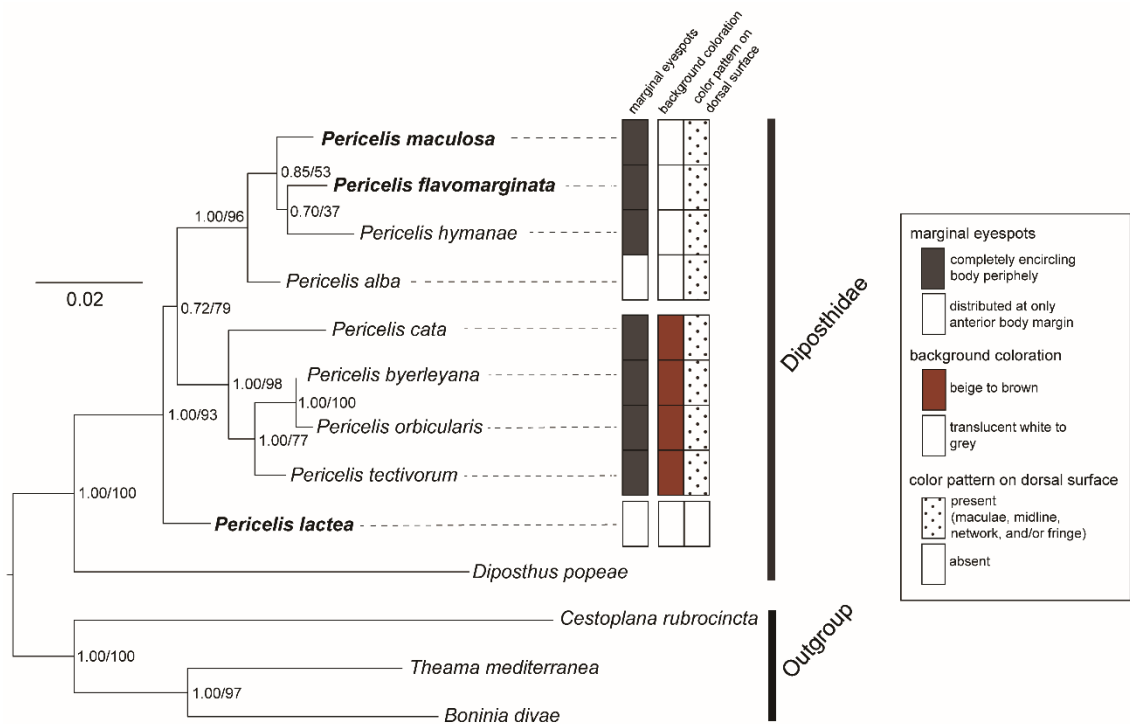 marginal eyespots
background coloration
color pattern on
dorsal surface
Pericelis maculosa
0.85/53
Pericelis flavomarginata
0.70/37
1.00/96
Pericelis hymanae
Pericelis alba
0.02
0.72/79
Pericelis cata
1.00/98
Pericelis byerleyana
1.00/100
1.00/93
Pericelis orbicularis
1.00/77
Pericelis tectivorum
1.00/100
Pericelis lactea
Diposthus popeae
Diposthidae
Cestoplana rubrocincta
1.00/100
Theama mediterranea
1.00/97
Boninia divae
Outgroup
marginal eyespots
completely encircling
body periphely
distributed at only
anterior body margin
background coloration
beige to brown
translucent white to
grey
color pattern on dorsal surface
present
(maculae, midline,
network, and/or fringe)
absent